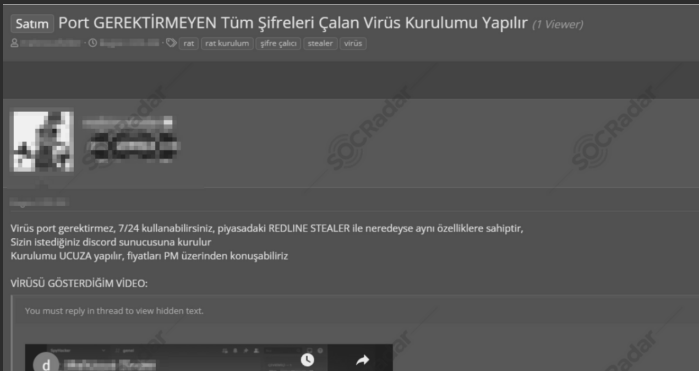 Satım Port GEREKTİRMEYEN Tüm Şifreleri Çalan Virüs Kurulumu Yapılır (1 Viewer)
rat rat kurulum şifre çalıcı stealer virüs
SOCRadar SOCRadar
Virüs port gerektirmez, 7/24 kullanabilirsiniz, piyasadaki REDLINE STEALER ile neredeyse aynı özelliklere sahiptir,
Sizin istediğiniz discord sunucusuna kurulur
Kurulumu UCUZA yapılır, fiyatları PM üzerinden konuşabiliriz
VİRÜSÜ GÖSTERDİĞİM VİDEO:
You must reply in thread to view hidden text.
d